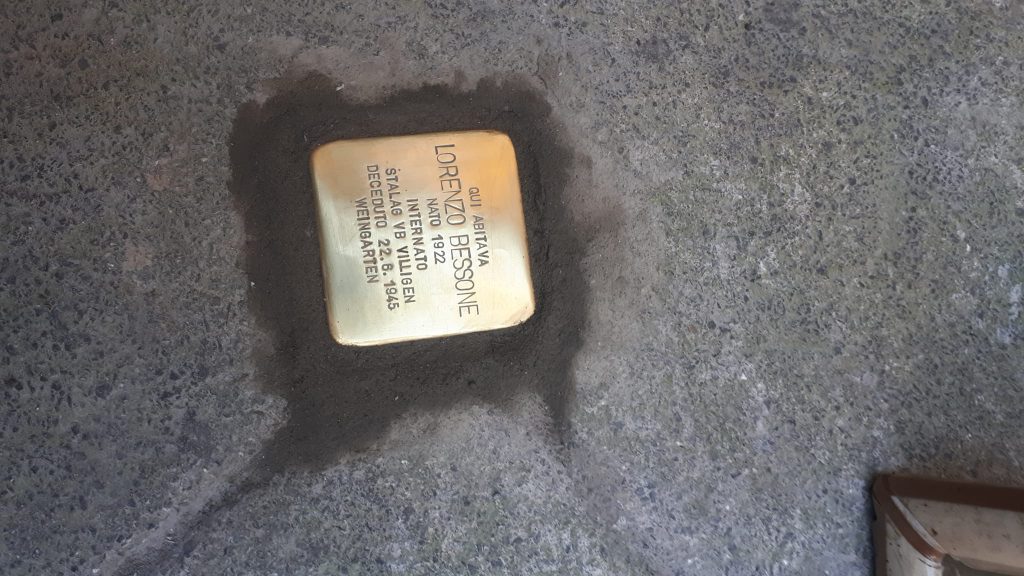 QUI ABITAVA
LORENZO BESSONE
NATO 1922
INTERNATO
STALAG VB VILLIGEN
DECEDUTO 22.6.1945
WEINGARTEN